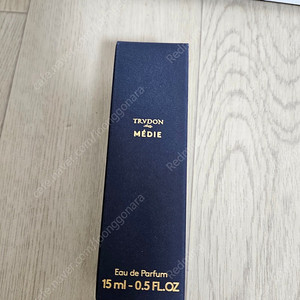 TRVDON
MÉDIE
Eau de Parfum
15 ml - 0.5 FL.OZ